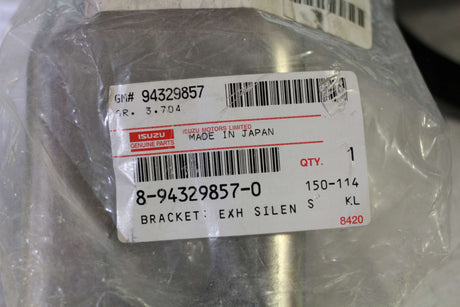 GM# 94329857
GR. 3.704
ISUZU
GENUINE PARTS
ISUZU MOTORS LIMITED
MADE IN JAPAN
QTY. 1
8-94329857-0 150-114
BRACKET: EXH SILEN S KL
8420